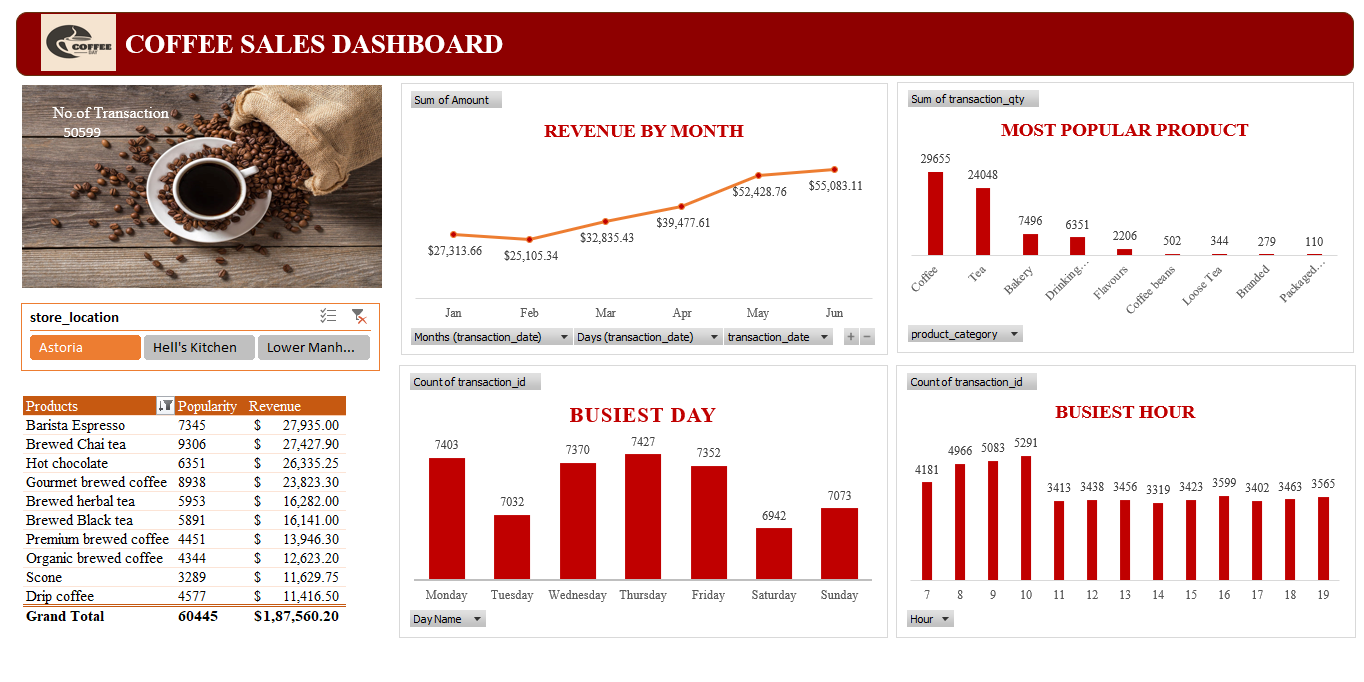 COFFEE
DAY
COFFEE SALES DASHBOARD
No.of Transaction
50599
store_location
Astoria
Hell's Kitchen
Lower Manh...
Products Popularity Revenue
Barista Espresso 7345 $ 27,935.00
Brewed Chai tea 9306 $ 27,427.90
Hot chocolate 6351 $ 26,335.25
Gourmet brewed coffee 8938 $ 23,823.30
Brewed herbal tea 5953 $ 16,282.00
Brewed Black tea 5891 $ 16,141.00
Premium brewed coffee 4451 $ 13,946.30
Organic brewed coffee 4344 $ 12,623.20
Scone 3289 $ 11,629.75
Drip coffee 4577 $ 11,416.50
Grand Total 60445 $1,87,560.20
Sum of Amount
REVENUE BY MONTH
$27,313.66 $25,105.34 $32,835.43 $39,477.61 $52,428.76 $55,083.11
Jan Feb Mar Apr May Jun
Months (transaction_date) Days (transaction_date) transaction_date + −
Sum of transaction_qty
MOST POPULAR PRODUCT
29655 24048 7496 6351 2206 502 344 279 110
Coffee Tea Bakery Drinking... Flavours Coffee beans Loose Tea Branded Packaged...
product_category
Count of transaction_id
BUSIEST DAY
7403 7032 7370 7427 7352 6942 7073
Monday Tuesday Wednesday Thursday Friday Saturday Sunday
Day Name
Count of transaction_id
BUSIEST HOUR
4181 4966 5083 5291 3413 3438 3456 3319 3423 3599 3402 3463 3565
7 8 9 10 11 12 13 14 15 16 17 18 19
Hour